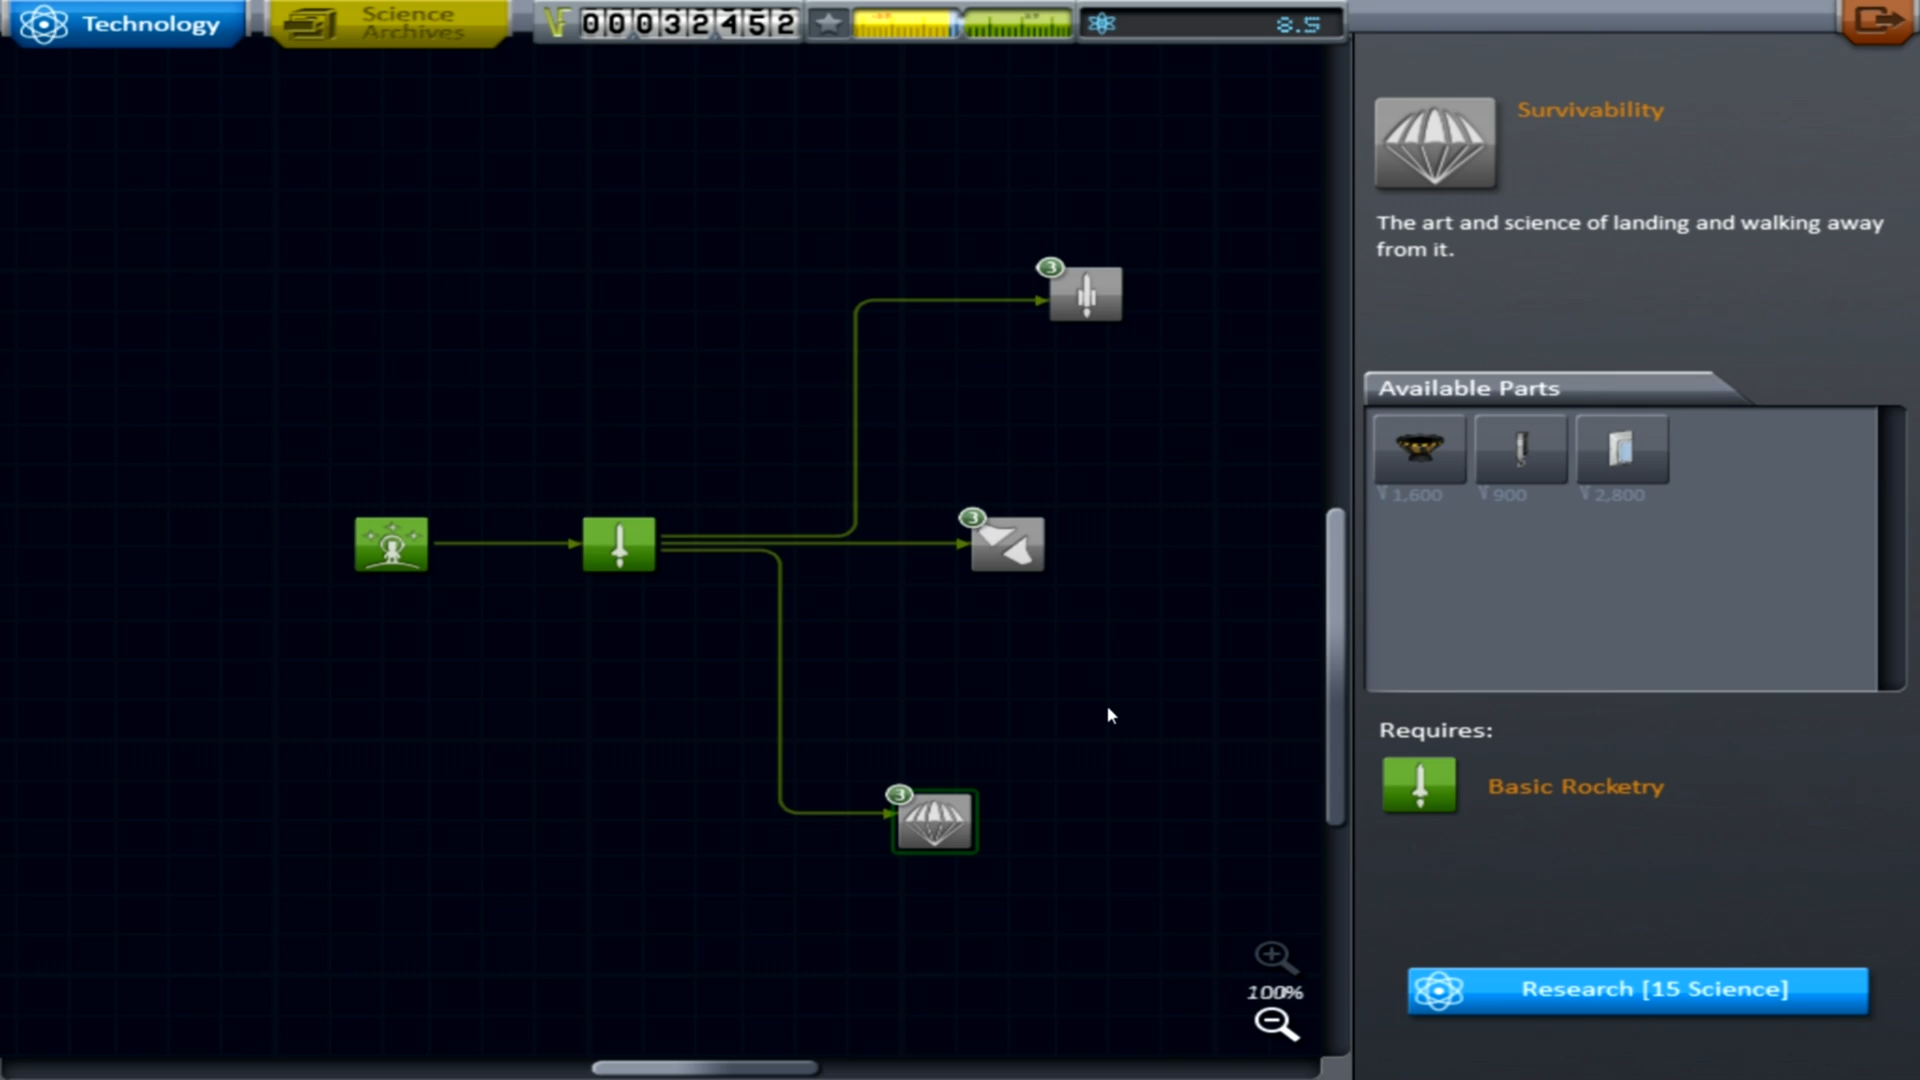 Technology
Science
Archives
00032452
8.5
Survivability
The art and science of landing and walking away
from it.
3
Available Parts
1,600
900
2,800
3
3
Requires:
Basic Rocketry
100%
Research [15 Science]